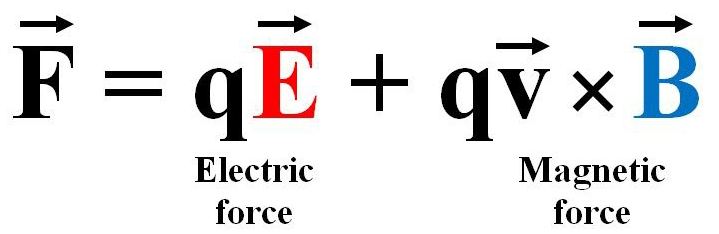 F⃗ = qE⃗ + qv⃗ × B⃗
Electric force
Magnetic force